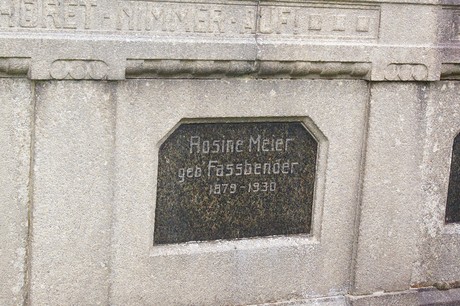 HÖRET-NIMMER-AUF!
Rosine Meier
geb Fassbender
1879-1930